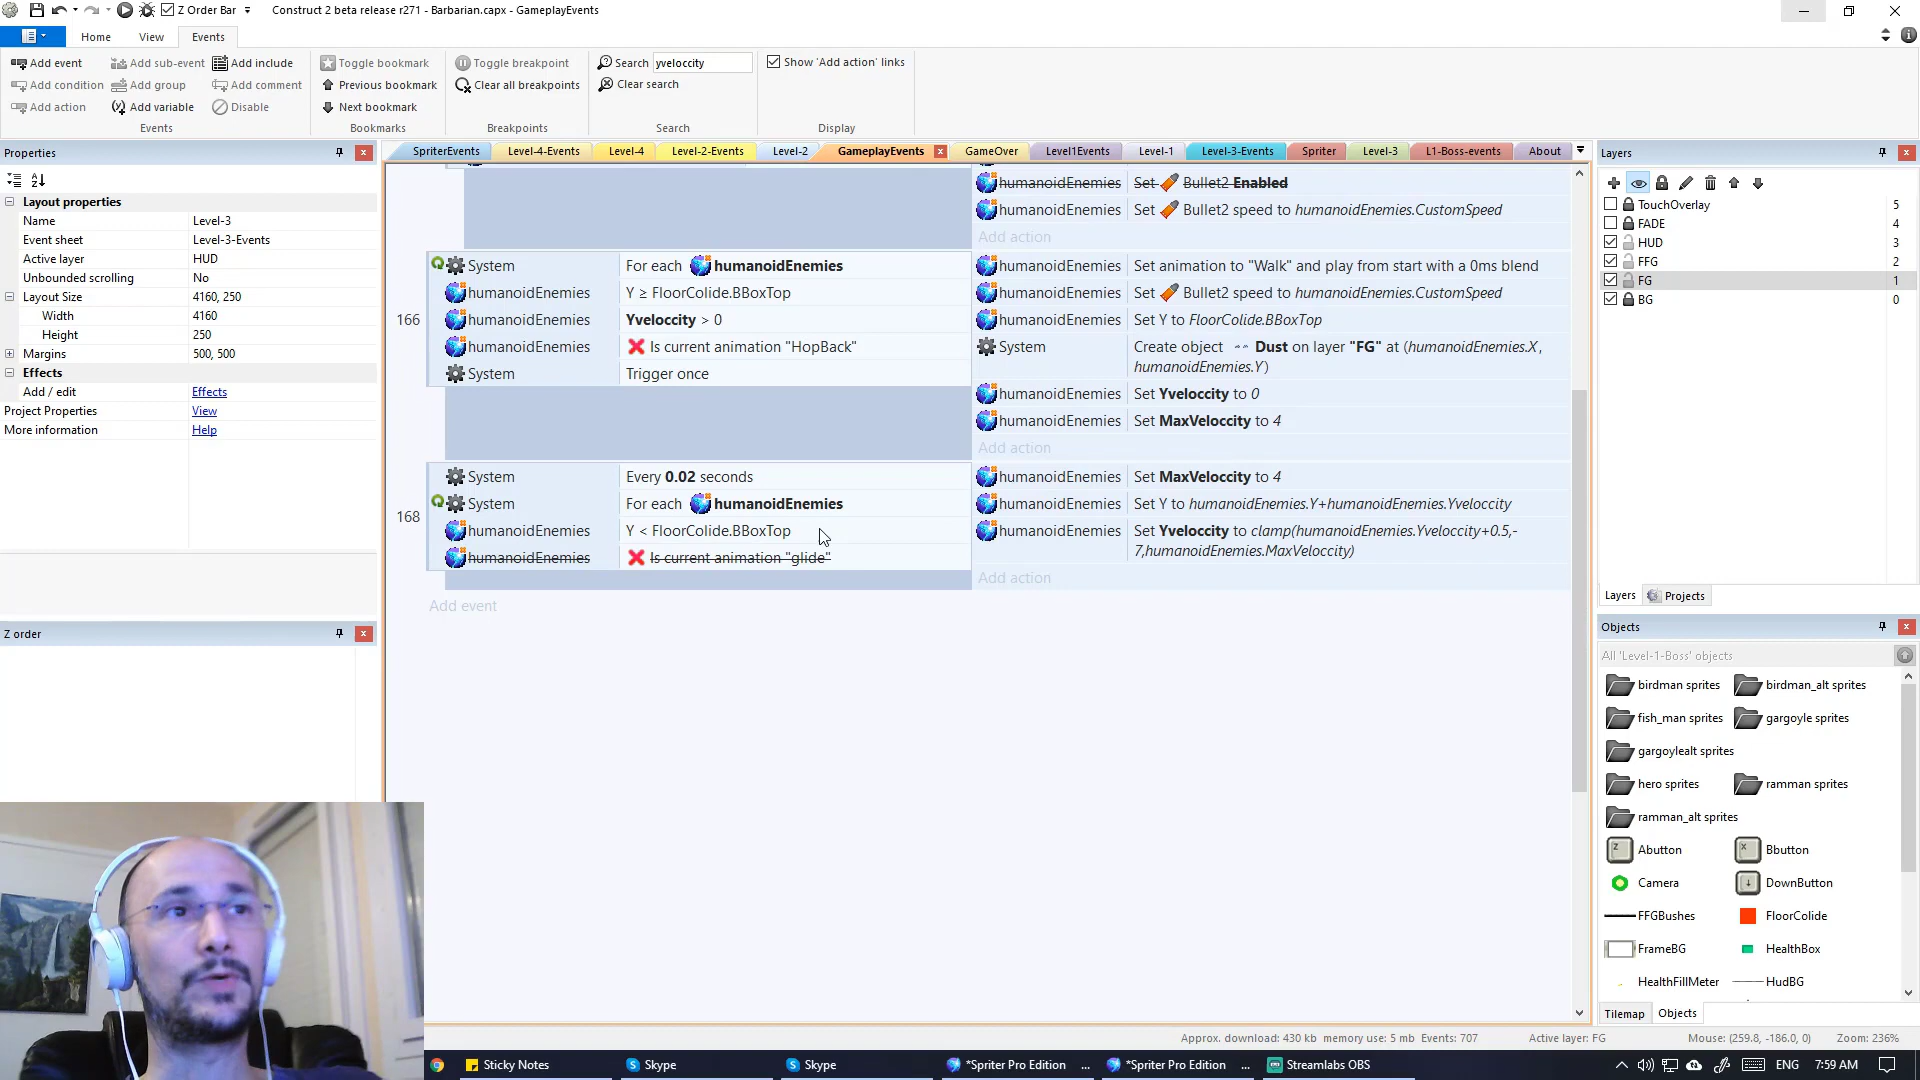 Z Order Bar
Construct 2 beta release r271 - Barbarian.capx - GameplayEvents
Home View Events
Add event Add sub-event Add include
Add condition Add group Add comment
Add action Add variable Disable
Events
Toggle bookmark
Previous bookmark
Next bookmark
Bookmarks
Toggle breakpoint
Clear all breakpoints
Breakpoints
Search yveloccity
Clear search
Search
Show 'Add action' links
Display
Properties
Layout properties
Name Level-3
Event sheet Level-3-Events
Active layer HUD
Unbounded scrolling No
Layout Size 4160, 250
Width 4160
Height 250
Margins 500, 500
Effects
Add / edit Effects
Project Properties View
More information Help
Z order
SpriterEvents Level-4-Events Level-4 Level-2-Events Level-2 GameplayEvents GameOver Level1Events Level-1 Level-3-Events Spriter Level-3 L1-Boss-events About
humanoidEnemies Set Bullet2 Enabled
humanoidEnemies Set Bullet2 speed to humanoidEnemies.CustomSpeed
Add action
166
System For each humanoidEnemies
humanoidEnemies Y ≥ FloorColide.BBoxTop
humanoidEnemies Yveloccity > 0
humanoidEnemies Is current animation "HopBack"
System Trigger once
humanoidEnemies Set animation to "Walk" and play from start with a 0ms blend
humanoidEnemies Set Bullet2 speed to humanoidEnemies.CustomSpeed
humanoidEnemies Set Y to FloorColide.BBoxTop
System Create object Dust on layer "FG" at (humanoidEnemies.X,
humanoidEnemies.Y)
humanoidEnemies Set Yveloccity to 0
humanoidEnemies Set MaxVeloccity to 4
Add action
168
System Every 0.02 seconds
System For each humanoidEnemies
humanoidEnemies Y < FloorColide.BBoxTop
humanoidEnemies Is current animation "glide"
humanoidEnemies Set MaxVeloccity to 4
humanoidEnemies Set Y to humanoidEnemies.Y+humanoidEnemies.Yveloccity
humanoidEnemies Set Yveloccity to clamp(humanoidEnemies.Yveloccity+0.5,-
7,humanoidEnemies.MaxVeloccity)
Add action
Add event
Layers
TouchOverlay 5
FADE 4
HUD 3
FFG 2
FG 1
BG 0
Layers Projects
Objects
All 'Level-1-Boss' objects
birdman sprites birdman_alt sprites
fish_man sprites gargoyle sprites
gargoylealt sprites
hero sprites ramman sprites
ramman_alt sprites
Z Abutton X Bbutton
Camera DownButton
FFGBushes FloorColide
FrameBG HealthBox
HealthFillMeter HudBG
Tilemap Objects
Approx. download: 430 kb memory use: 5 mb Events: 707 Active layer: FG Mouse: (259.8, -186.0, 0) Zoom: 236%
Sticky Notes Skype Skype *Spriter Pro Edition ... *Spriter Pro Edition ... Streamlabs OBS ENG 7:59 AM